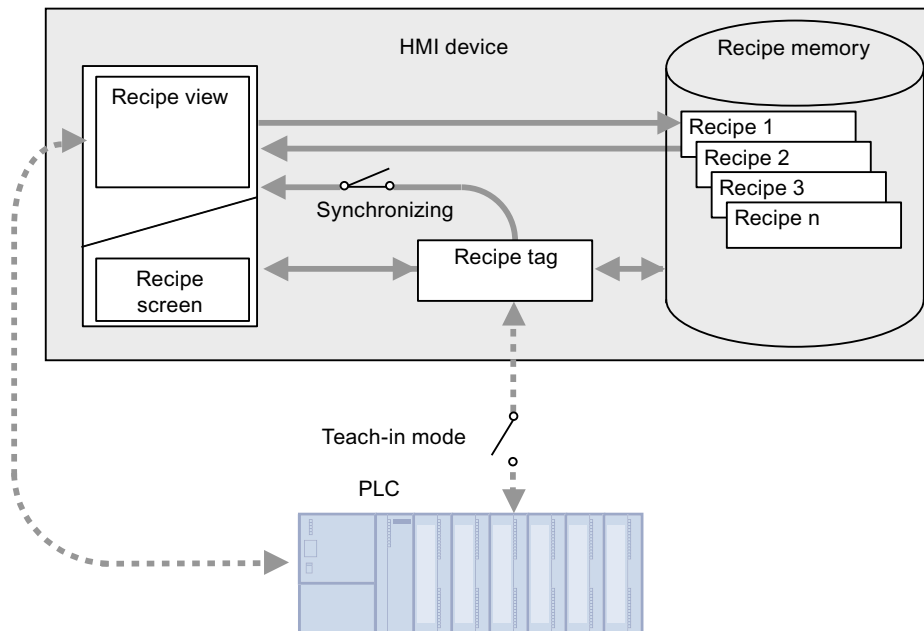 HMI device
Recipe memory
Recipe view
Recipe 1
Recipe 2
Recipe 3
Recipe n
Synchronizing
Recipe tag
Recipe
screen
Teach-in mode
PLC